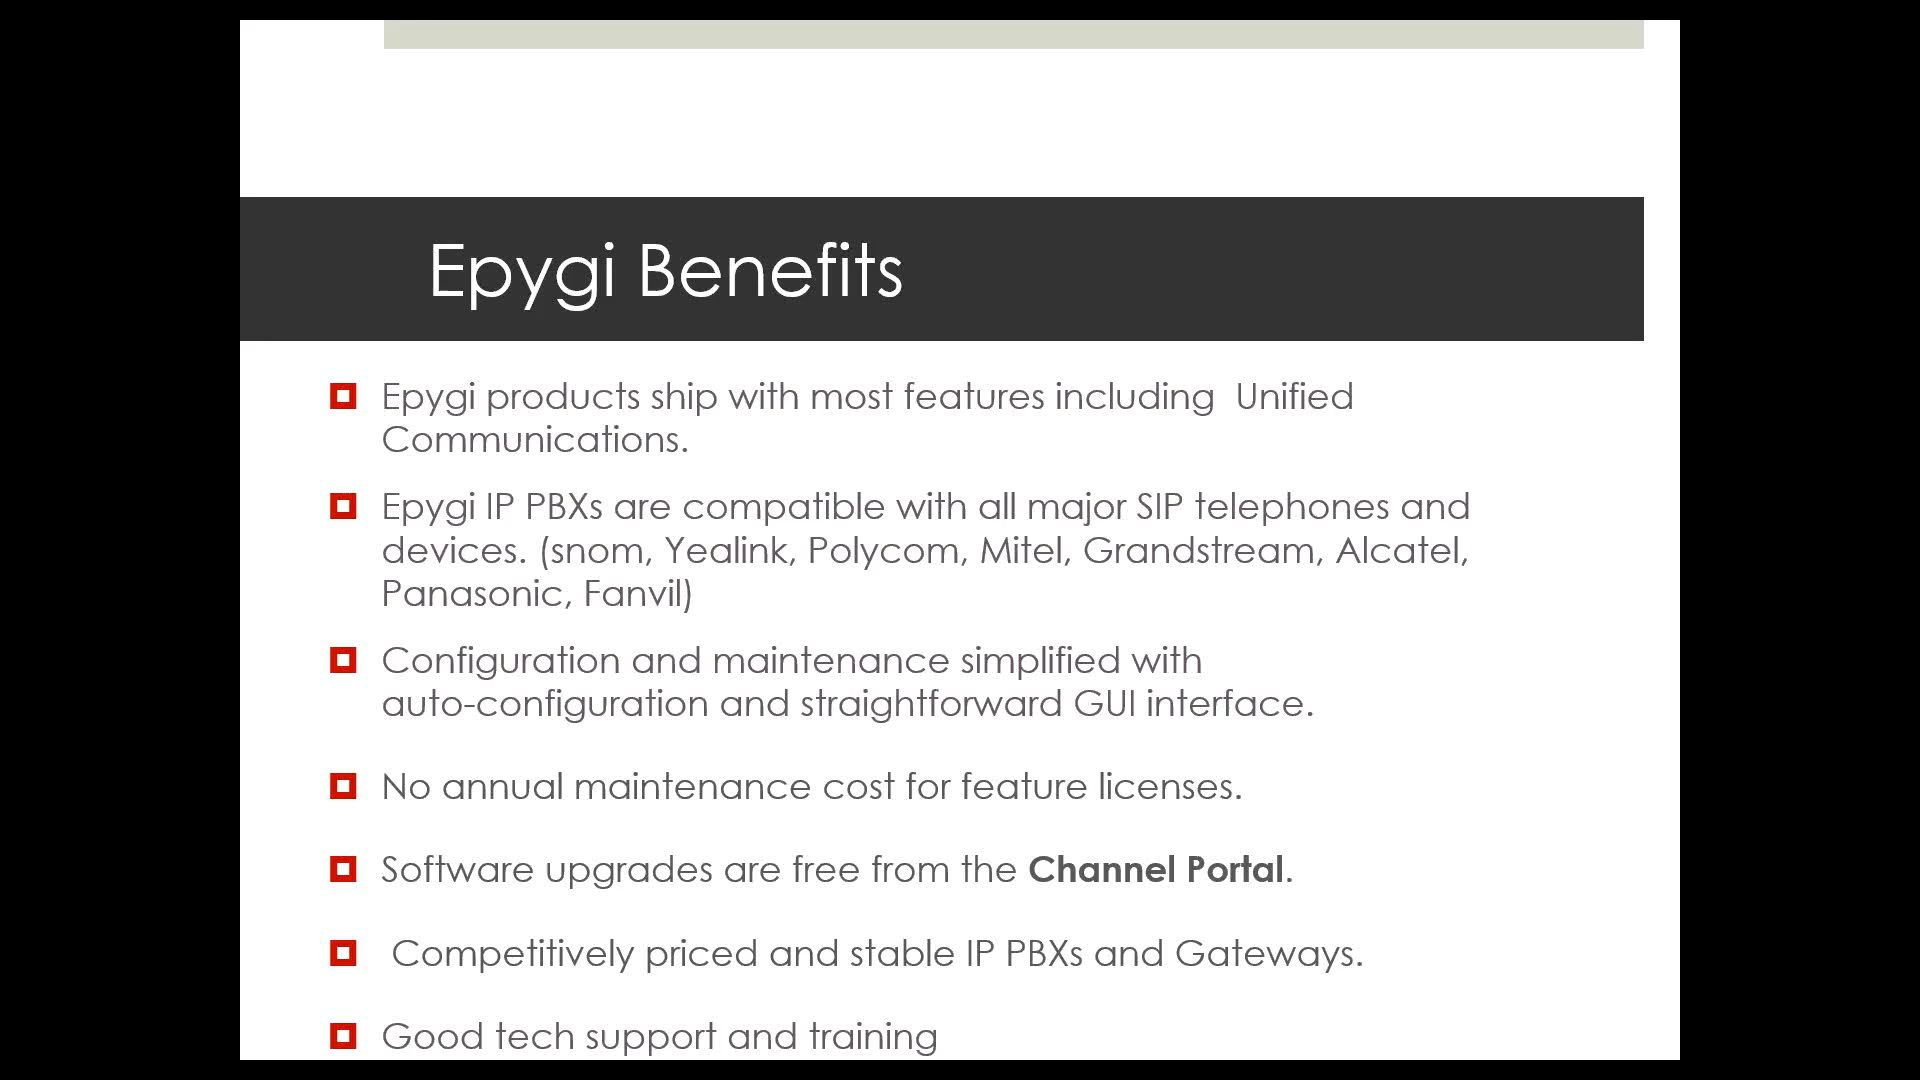 Epygi Benefits
Epygi products ship with most features including  Unified
Communications.
Epygi IP PBXs are compatible with all major SIP telephones and
devices. (snom, Yealink, Polycom, Mitel, Grandstream, Alcatel,
Panasonic, Fanvil)
Configuration and maintenance simplified with
auto-configuration and straightforward GUI interface.
No annual maintenance cost for feature licenses.
Software upgrades are free from the Channel Portal.
Competitively priced and stable IP PBXs and Gateways.
Good tech support and training